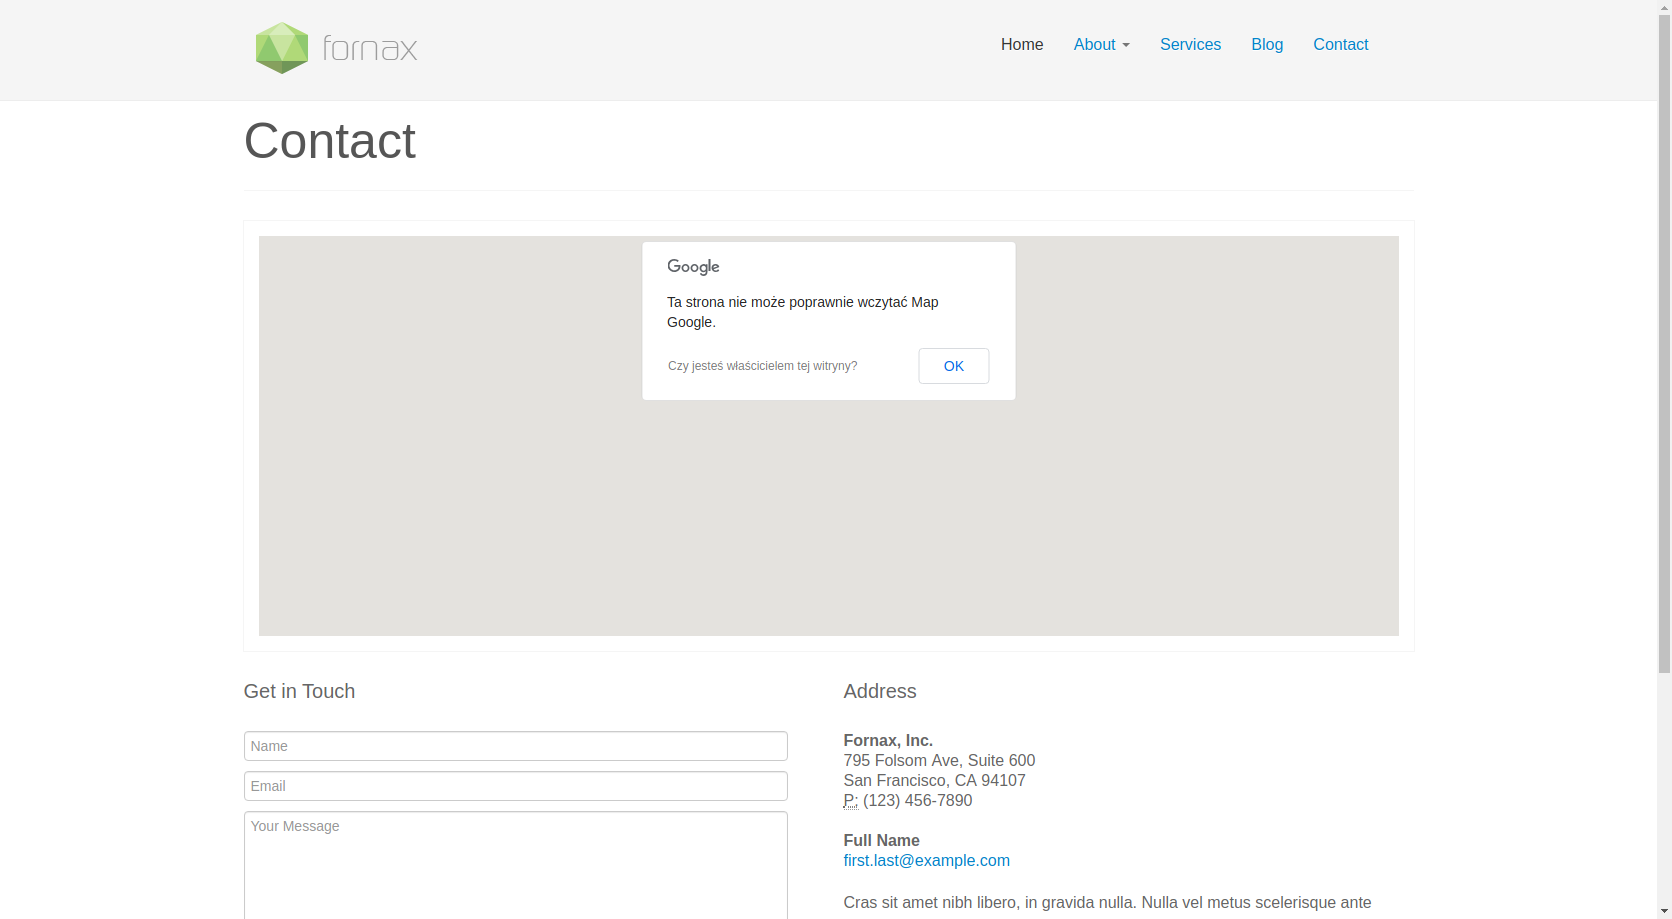 fornax
Home About Services Blog Contact
Contact
Google
Ta strona nie może poprawnie wczytać Map
Google.
Czy jesteś właścicielem tej witryny?
OK
Get in Touch
Name
Email
Your Message
Address
Fornax, Inc.
795 Folsom Ave, Suite 600
San Francisco, CA 94107
P: (123) 456-7890
Full Name
first.last@example.com
Cras sit amet nibh libero, in gravida nulla. Nulla vel metus scelerisque ante